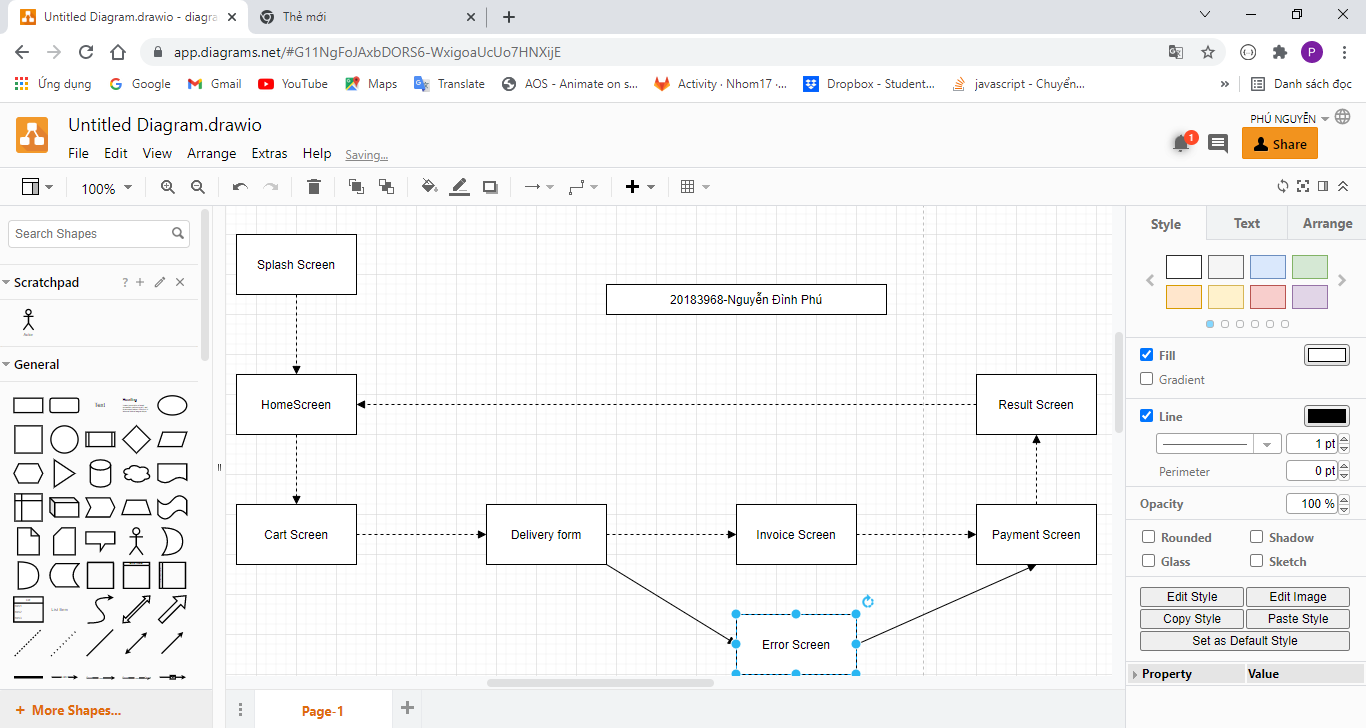 Untitled Diagram.drawio - diagra
Thẻ mới
app.diagrams.net/#G11NgFoJAxbDORS6-WxigoaUcUo7HNXijE
P
Ứng dụng
Google
Gmail
YouTube
Maps
Translate
AOS - Animate on s...
Activity · Nhom17 ·...
Dropbox - Student...
javascript - Chuyển...
»
Danh sách đọc
Untitled Diagram.drawio
PHÚ NGUYỄN
File Edit View Arrange Extras Help Saving...
1
Share
100%
Search Shapes
Style Text Arrange
Scratchpad
?
General
Text
Heading
Splash Screen
20183968-Nguyễn Đình Phú
HomeScreen
Result Screen
Cart Screen
Delivery form
Invoice Screen
Payment Screen
Error Screen
Fill
Gradient
Line
1 pt
Perimeter
0 pt
Opacity
100 %
Rounded
Shadow
Glass
Sketch
Edit Style
Edit Image
Copy Style
Paste Style
Set as Default Style
Property
Value
List Item
+ More Shapes...
Page-1